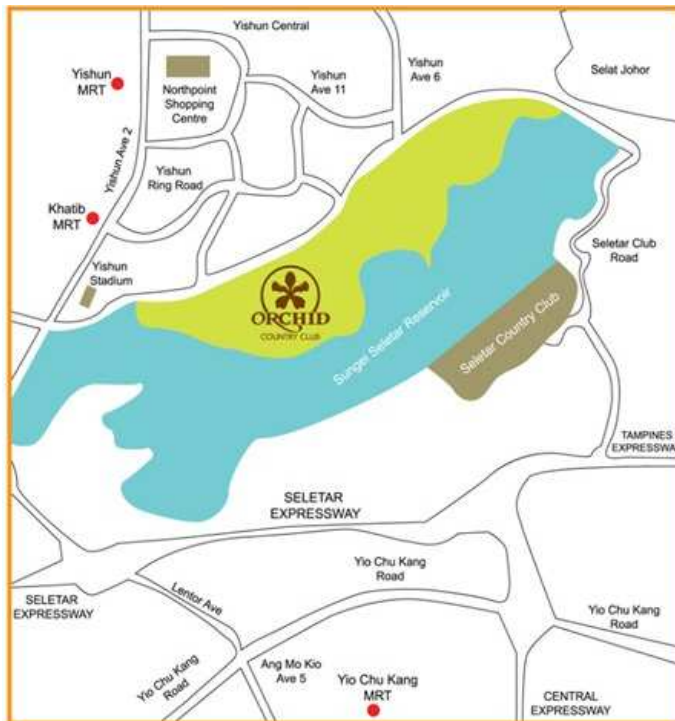 Yishun Central
Yishun
MRT
Northpoint
Shopping
Centre
Yishun
Ave 11
Yishun
Ave 6
Selat Johor
Yishun Ave 2
Yishun
Ring Road
Khatib
MRT
Yishun
Stadium
Seletar Club
Road
ORCHID
COUNTRY CLUB
Sungei Seletar Reservoir
Seletar Country Club
TAMPINES
EXPRESSWAY
SELETAR
EXPRESSWAY
Yio Chu Kang
Road
SELETAR
EXPRESSWAY
Lentor Ave
Yio Chu Kang
Road
Yio Chu Kang
Road
Ang Mo Kio
Ave 5
Yio Chu Kang
MRT
CENTRAL
EXPRESSWAY